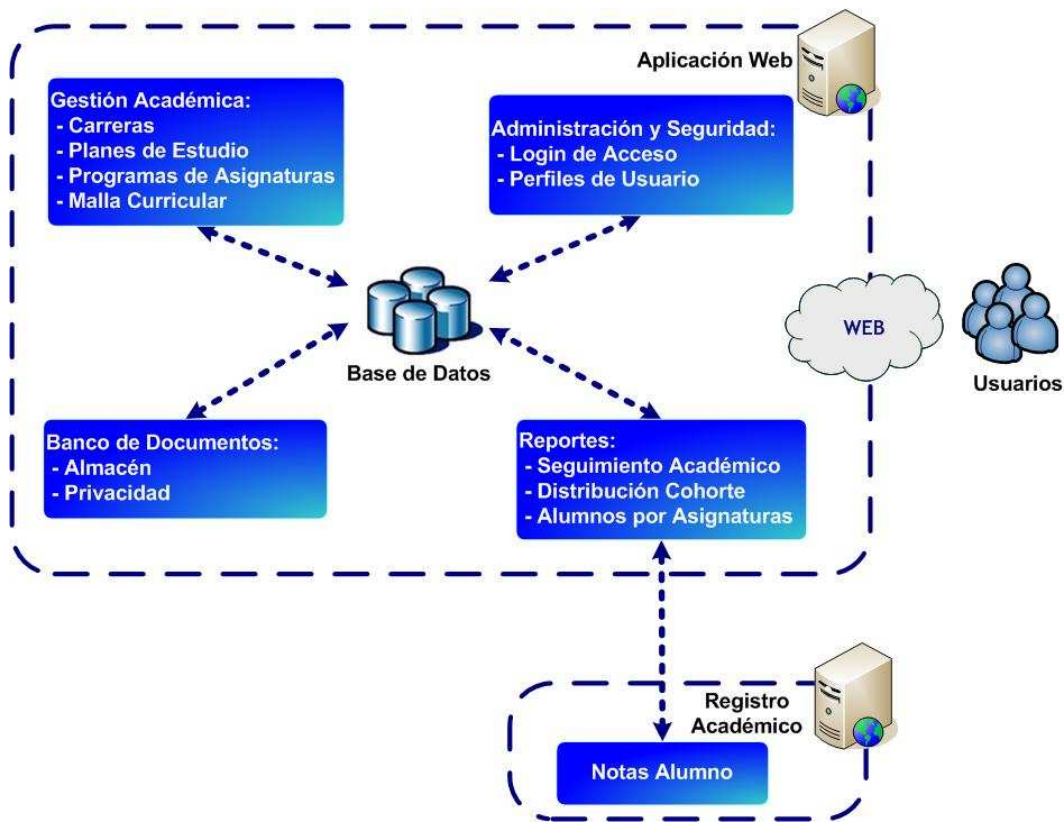 Aplicación Web
Gestión Académica:
- Carreras
- Planes de Estudio
- Programas de Asignaturas
- Malla Curricular
Administración y Seguridad:
- Login de Acceso
- Perfiles de Usuario
Base de Datos
WEB
Usuarios
Banco de Documentos:
- Almacén
- Privacidad
Reportes:
- Seguimiento Académico
- Distribución Cohorte
- Alumnos por Asignaturas
Registro
Académico
Notas Alumno